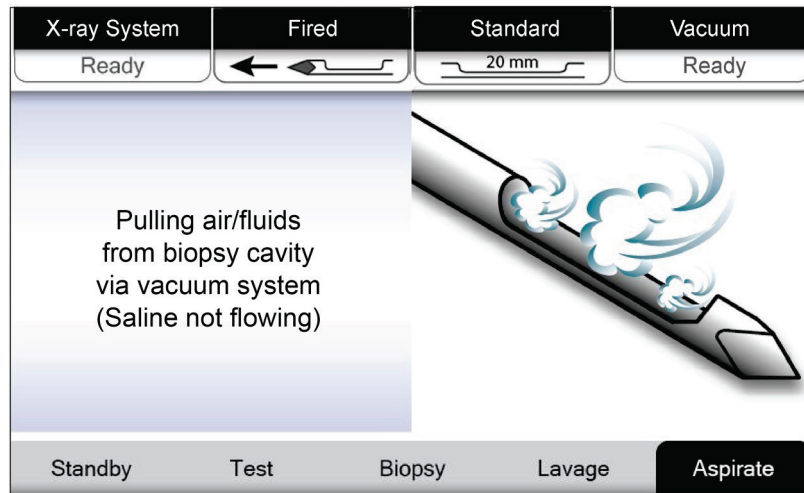 X-ray System Fired Standard Vacuum
Ready 20 mm Ready
Pulling air/fluids
from biopsy cavity
via vacuum system
(Saline not flowing)
Standby Test Biopsy Lavage Aspirate